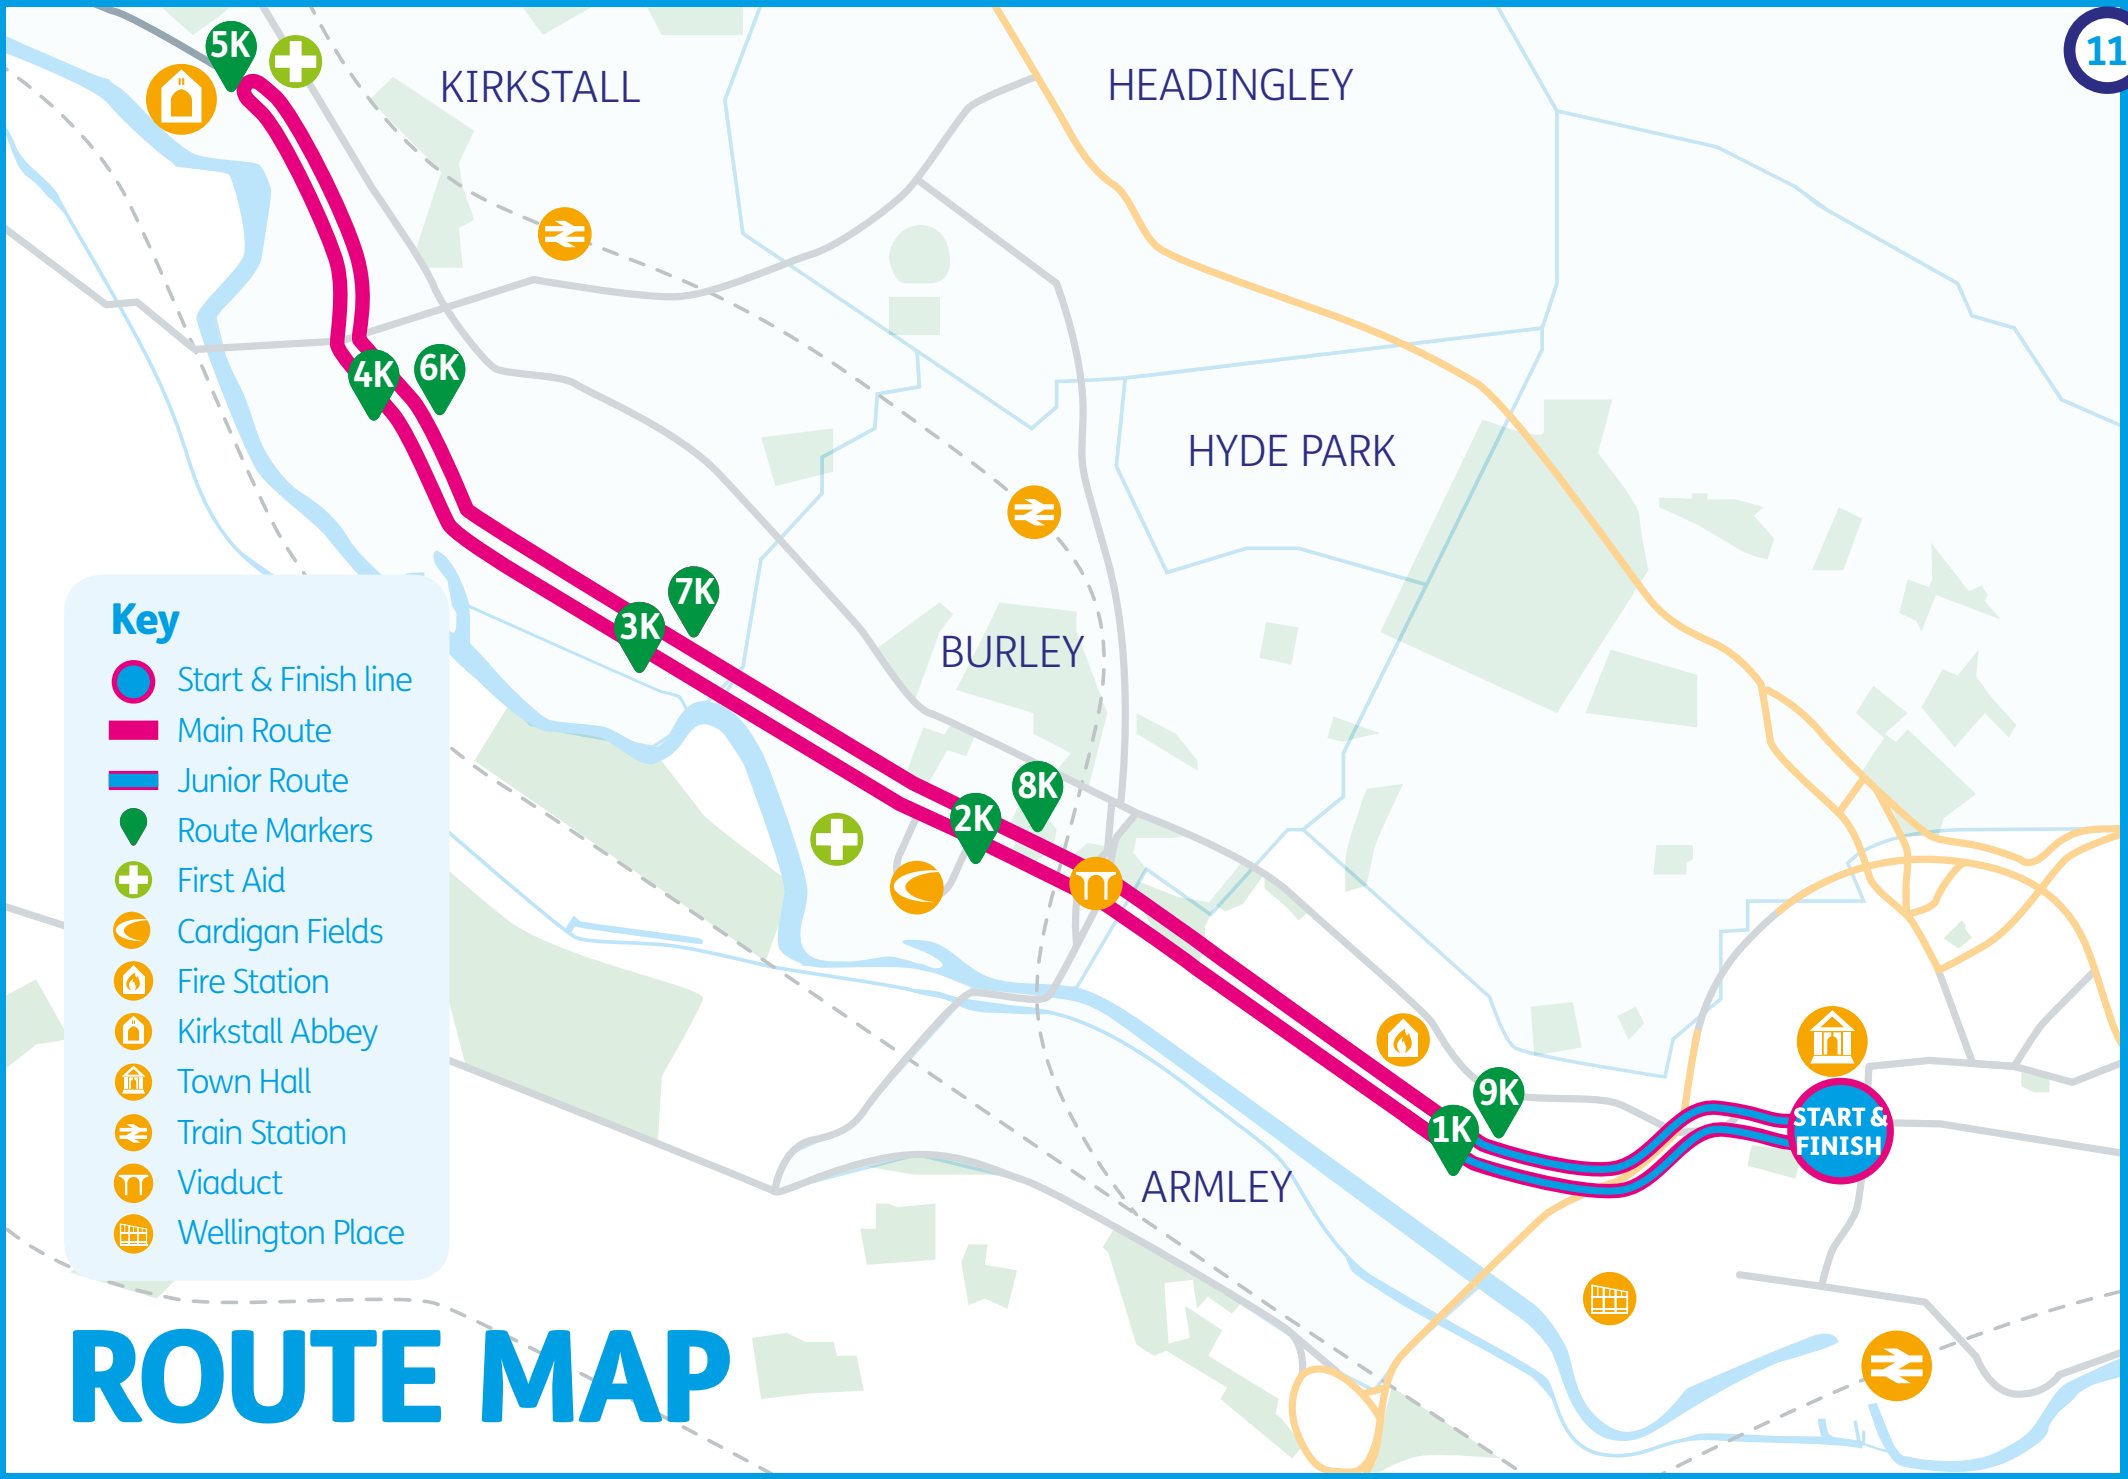 11
5K
KIRKSTALL
HEADINGLEY
4K
6K
HYDE PARK
7K
3K
BURLEY
8K
2K
9K
1K
START &
FINISH
ARMLEY
Key
Start & Finish line
Main Route
Junior Route
Route Markers
First Aid
Cardigan Fields
Fire Station
Kirkstall Abbey
Town Hall
Train Station
Viaduct
Wellington Place
ROUTE MAP